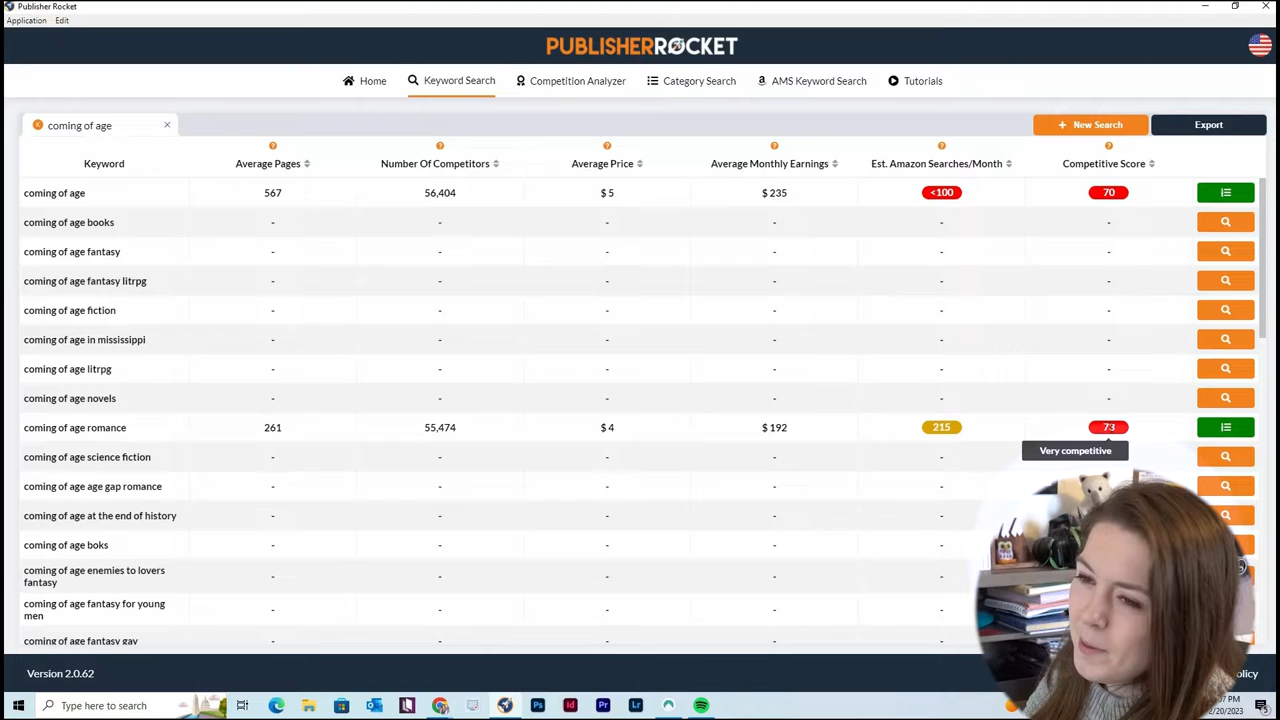 Publisher Rocket
Application Edit
PUBLISHERROCKET
Home Keyword Search Competition Analyzer Category Search AMS Keyword Search Tutorials
coming of age
New Search Export
Keyword Average Pages Number Of Competitors Average Price Average Monthly Earnings Est. Amazon Searches/Month Competitive Score
coming of age 567 56,404 $ 5 $ 235 <100 70
coming of age books - - - - - -
coming of age fantasy - - - - - -
coming of age fantasy litrpg - - - - - -
coming of age fiction - - - - - -
coming of age in mississippi - - - - - -
coming of age litrpg - - - - - -
coming of age novels - - - - - -
coming of age romance 261 55,474 $ 4 $ 192 215 73
Very competitive
coming of age science fiction - - - - -
coming of age age gap romance - - - - -
coming of age at the end of history - - - - -
coming of age boks - - - - -
coming of age enemies to lovers
fantasy - - - - -
coming of age fantasy for young
men - - - - -
coming of age fantasy gay - - - - -
Version 2.0.62
Type here to search